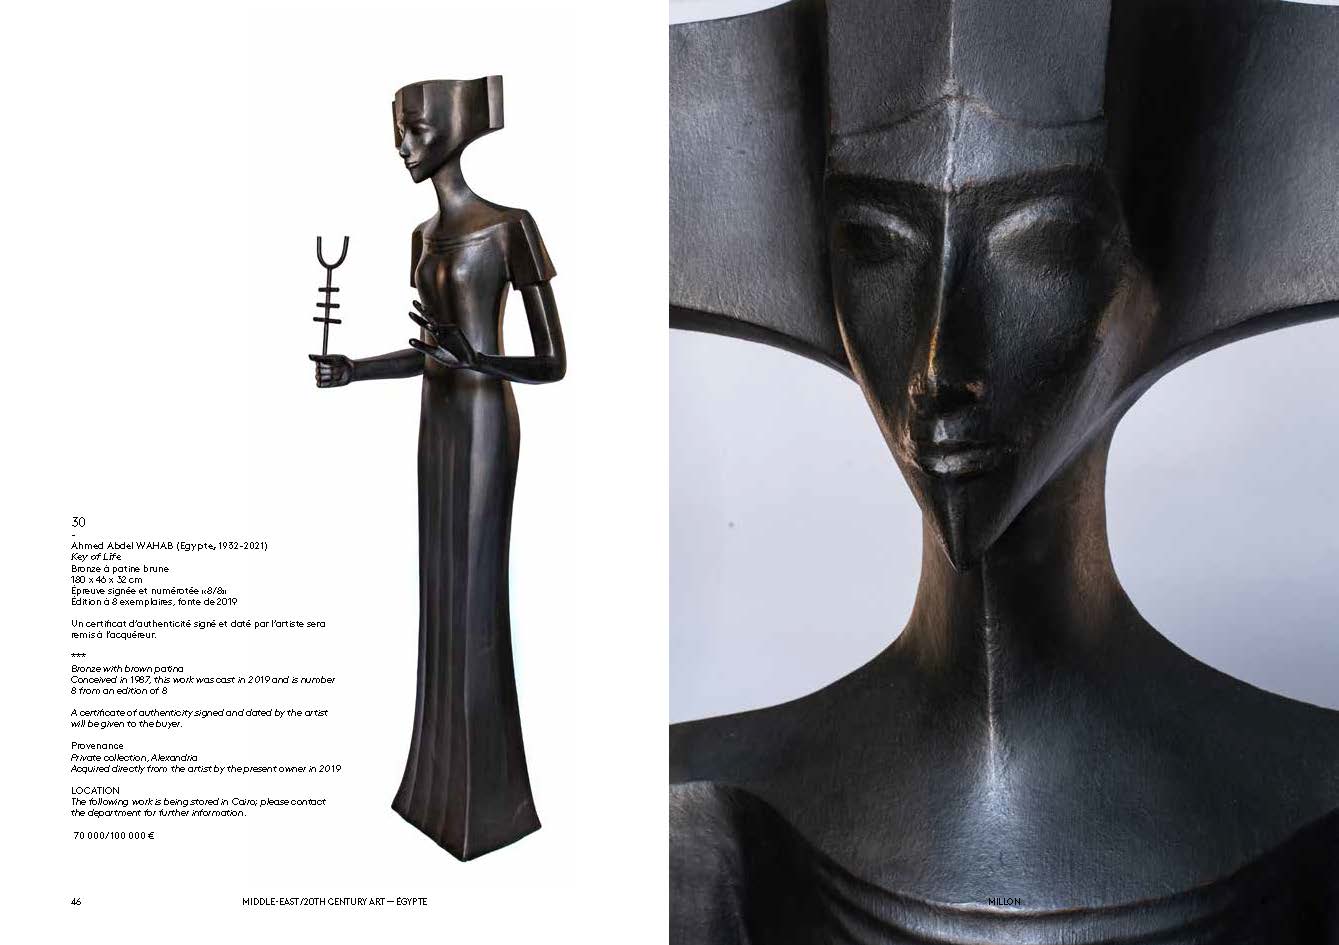 30
-
Ahmed Abdel WAHAB (Egypte, 1932-2021)
Key of Life
Bronze à patine brune
180 x 46 x 32 cm
Épreuve signée et numérotée «8/8»
Édition à 8 exemplaires, fonte de 2019
Un certificat d'authenticité signé et daté par l'artiste sera
remis à l'acquéreur.
***
Bronze with brown patina
Conceived in 1987, this work was cast in 2019 and is number
8 from an edition of 8
A certificate of authenticity signed and dated by the artist
will be given to the buyer.
Provenance
Private collection, Alexandria
Acquired directly from the artist by the present owner in 2019
LOCATION
The following work is being stored in Cairo; please contact
the department for further information.
70 000/100 000 €
46
MIDDLE-EAST/20TH CENTURY ART — ÉGYPTE
MILLON